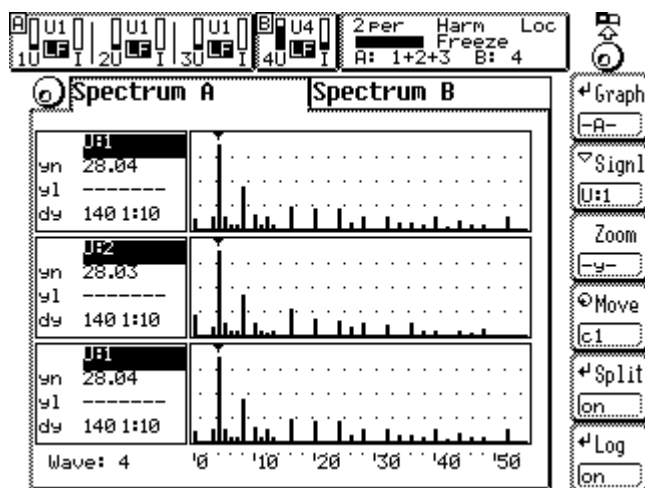 A U1 U1 U1 B U4 2 Per Harm Loc
LF LF LF LF Freeze
1U I 2U I 3U I 4U I A: 1+2+3 B: 4
Spectrum A Spectrum B
Graph
-A-
Signl
U:1
Zoom
-y-
Move
c1
Split
on
Log
on
U:1
yn 28.04
yl -------
dy 140 1:10
U:2
yn 28.03
yl -------
dy 140 1:10
U:1
yn 28.04
yl -------
dy 140 1:10
Wave: 4 '0 '10 '20 '30 '40 '50